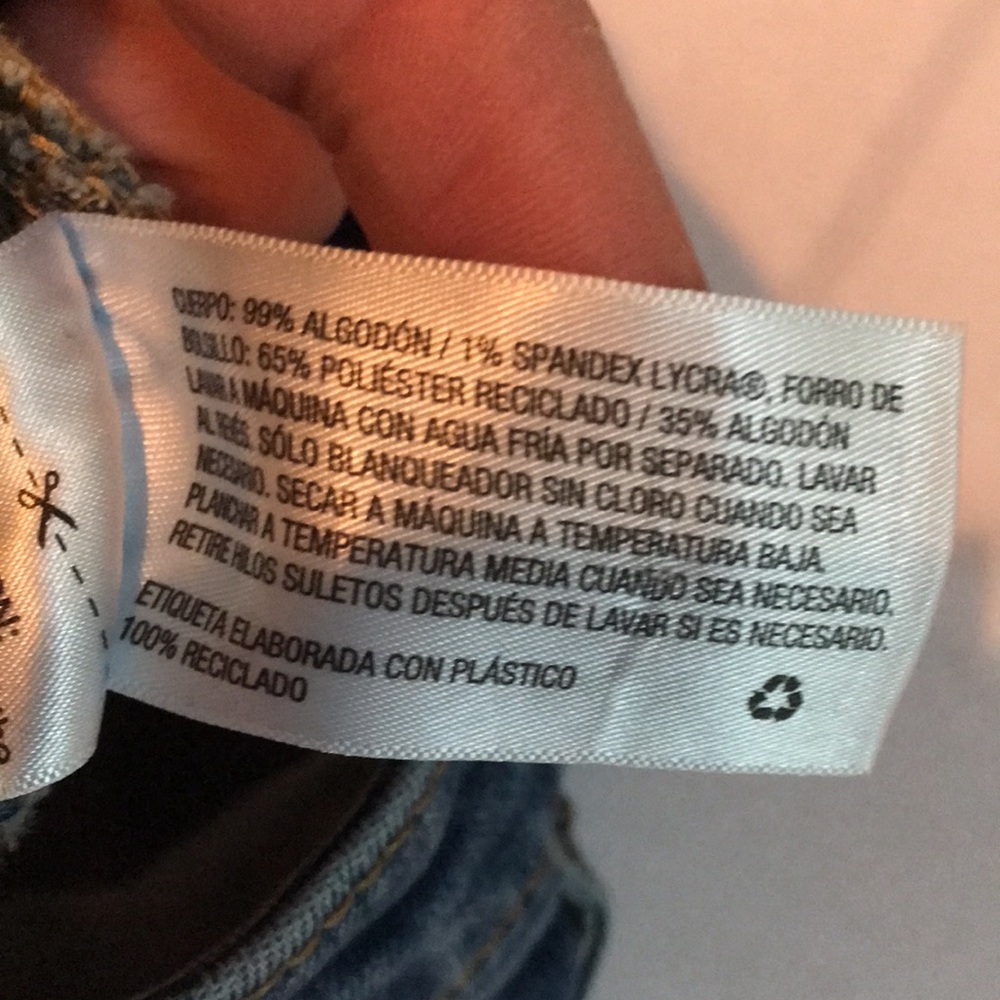 CUERPO: 99% ALGODÓN / 1% SPANDEX LYCRA®, FORRO DE
BOLSILLO: 65% POLIÉSTER RECICLADO / 35% ALGODÓN
LAVAR A MÁQUINA CON AGUA FRÍA POR SEPARADO. LAVAR
AL REVÉS. SÓLO BLANQUEADOR SIN CLORO CUANDO SEA
NECESARIO. SECAR A MÁQUINA A TEMPERATURA BAJA.
PLANCHAR A TEMPERATURA MEDIA CUANDO SEA NECESARIO.
RETIRE HILOS SULETOS DESPUÉS DE LAVAR SI ES NECESARIO.
ETIQUETA ELABORADA CON PLÁSTICO
100% RECICLADO